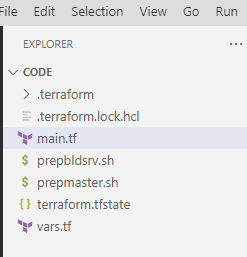 File Edit Selection View Go
EXPLORER ...
CODE
.terraform
.terraform.lock.hcl
main.tf
$ prepbldsrv.sh
$ prepmaster.sh
{} terraform.tfstate
vars.tf